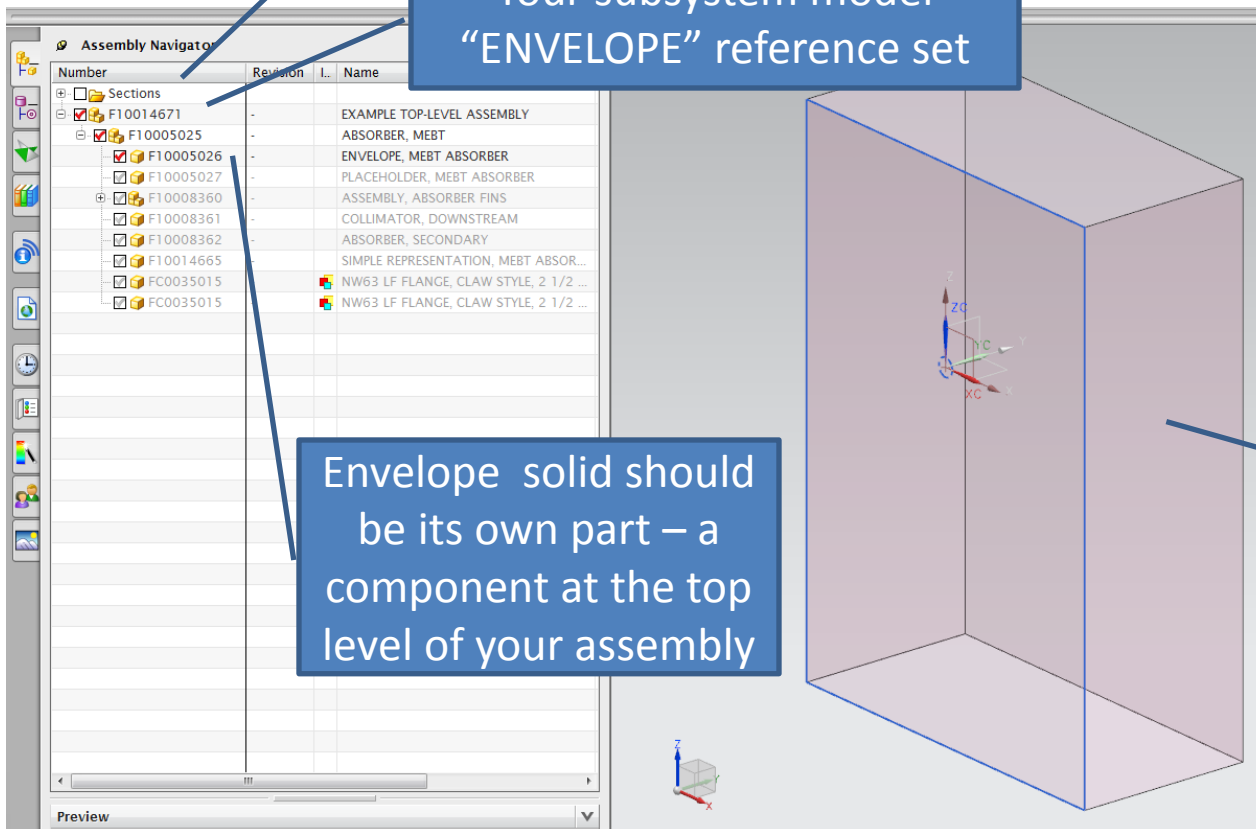 Your subsystem model
“ENVELOPE” reference set
Assembly Navigator
Number Revision I.. Name
Sections
F10014671 - EXAMPLE TOP-LEVEL ASSEMBLY
F10005025 - ABSORBER, MEBT
F10005026 - ENVELOPE, MEBT ABSORBER
F10005027 - PLACEHOLDER, MEBT ABSORBER
F10008360 - ASSEMBLY, ABSORBER FINS
F10008361 - COLLIMATOR, DOWNSTREAM
F10008362 - ABSORBER, SECONDARY
F10014665 - SIMPLE REPRESENTATION, MEBT ABSOR...
FC0035015 NW63 LF FLANGE, CLAW STYLE, 2 1/2 ...
FC0035015 NW63 LF FLANGE, CLAW STYLE, 2 1/2 ...
Z
ZC
YC Y
XC X
Envelope solid should
be its own part – a
component at the top
level of your assembly
Z
Y
X
Preview